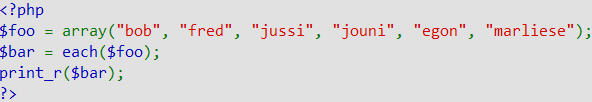 <?php
$foo = array("bob", "fred", "jussi", "jouni", "egon", "marliese");
$bar = each($foo);
print_r($bar);
?>